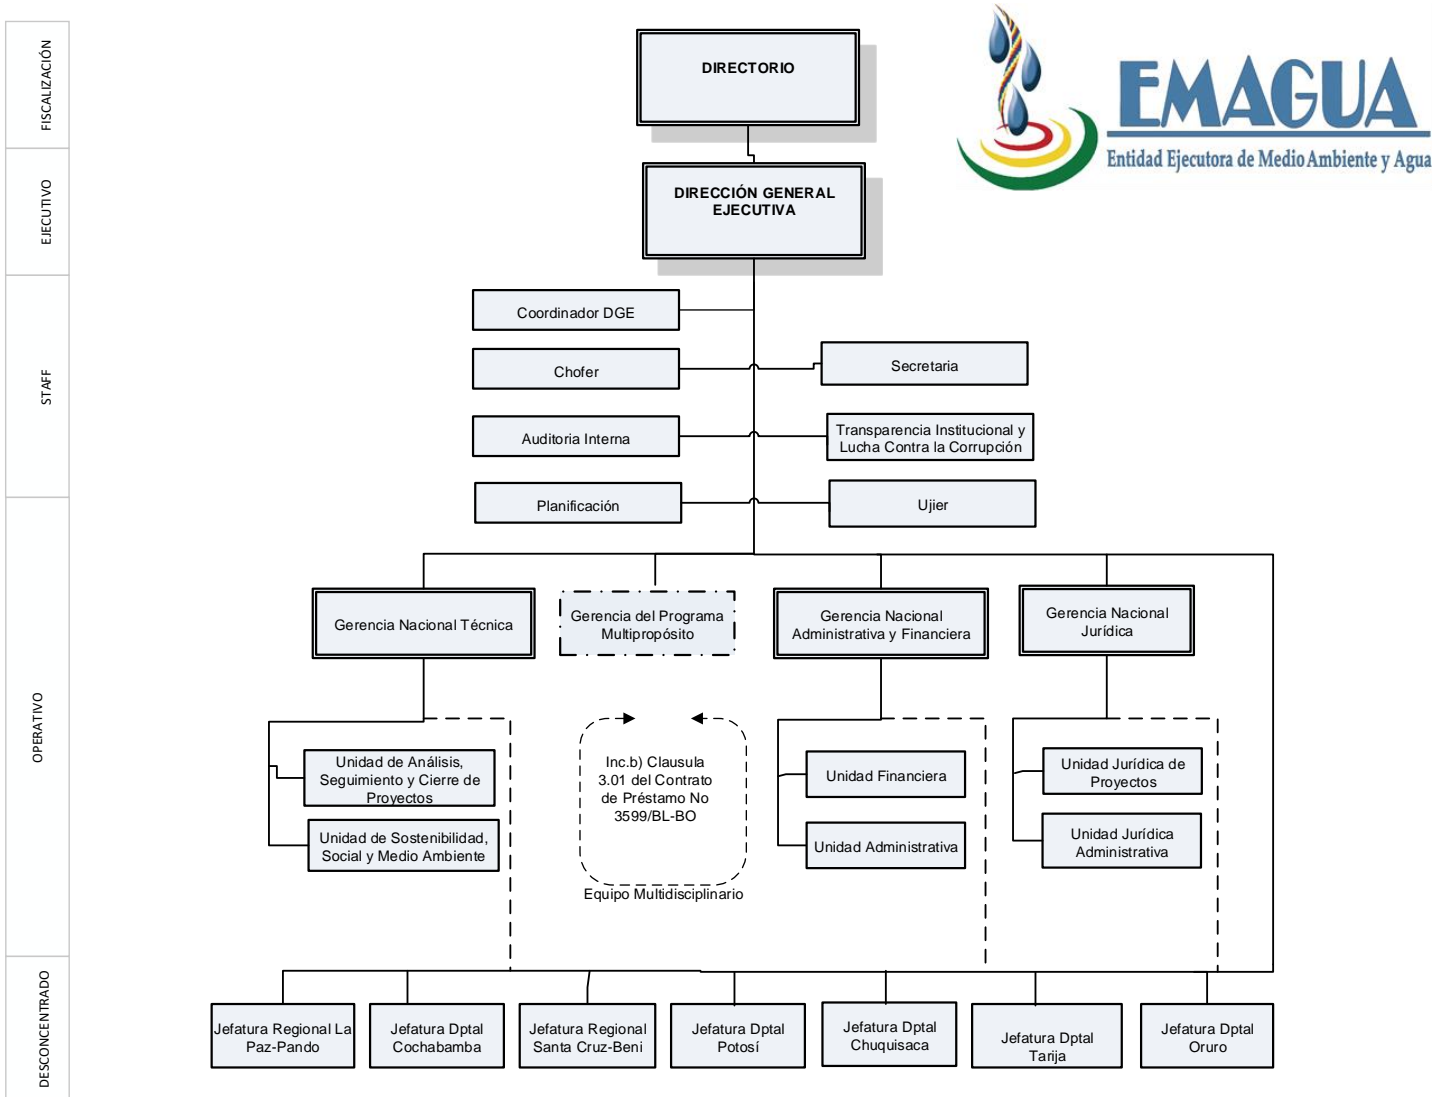 FISCALIZACIÓN
DIRECTORIO
EMAGUA
Entidad Ejecutora de Medio Ambiente y Agua
EJECUTIVO
DIRECCIÓN GENERAL
EJECUTIVA
STAFF
Coordinador DGE
Chofer
Secretaria
Auditoria Interna
Transparencia Institucional y
Lucha Contra la Corrupción
Planificación
Ujier
OPERATIVO
Gerencia Nacional Técnica
Gerencia del Programa
Multipropósito
Gerencia Nacional
Administrativa y Financiera
Gerencia Nacional
Jurídica
Unidad de Análisis,
Seguimiento y Cierre de
Proyectos
Unidad de Sostenibilidad,
Social y Medio Ambiente
Inc.b) Clausula
3.01 del Contrato
de Préstamo No
3599/BL-BO
Equipo Multidisciplinario
Unidad Financiera
Unidad Administrativa
Unidad Jurídica de
Proyectos
Unidad Jurídica
Administrativa
DESCONCENTRADO
Jefatura Regional La
Paz-Pando
Jefatura Dptal
Cochabamba
Jefatura Regional
Santa Cruz-Beni
Jefatura Dptal
Potosí
Jefatura Dptal
Chuquisaca
Jefatura Dptal
Tarija
Jefatura Dptal
Oruro